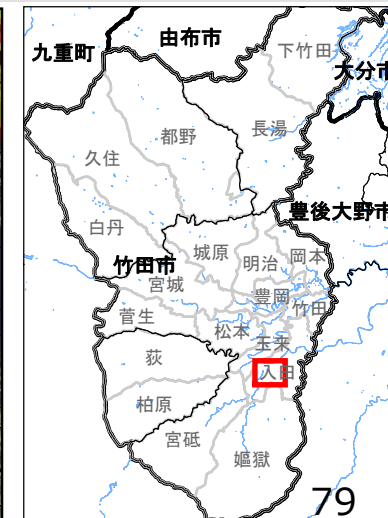 由布市
九重町
下竹田
大分市
都野
長湯
久住
豊後大野市
白丹
城原
岡本
明治
竹田市
宮城
豊岡
竹田
菅生
松本
玉来
荻
入田
柏原
宮砥
嫗獄
79